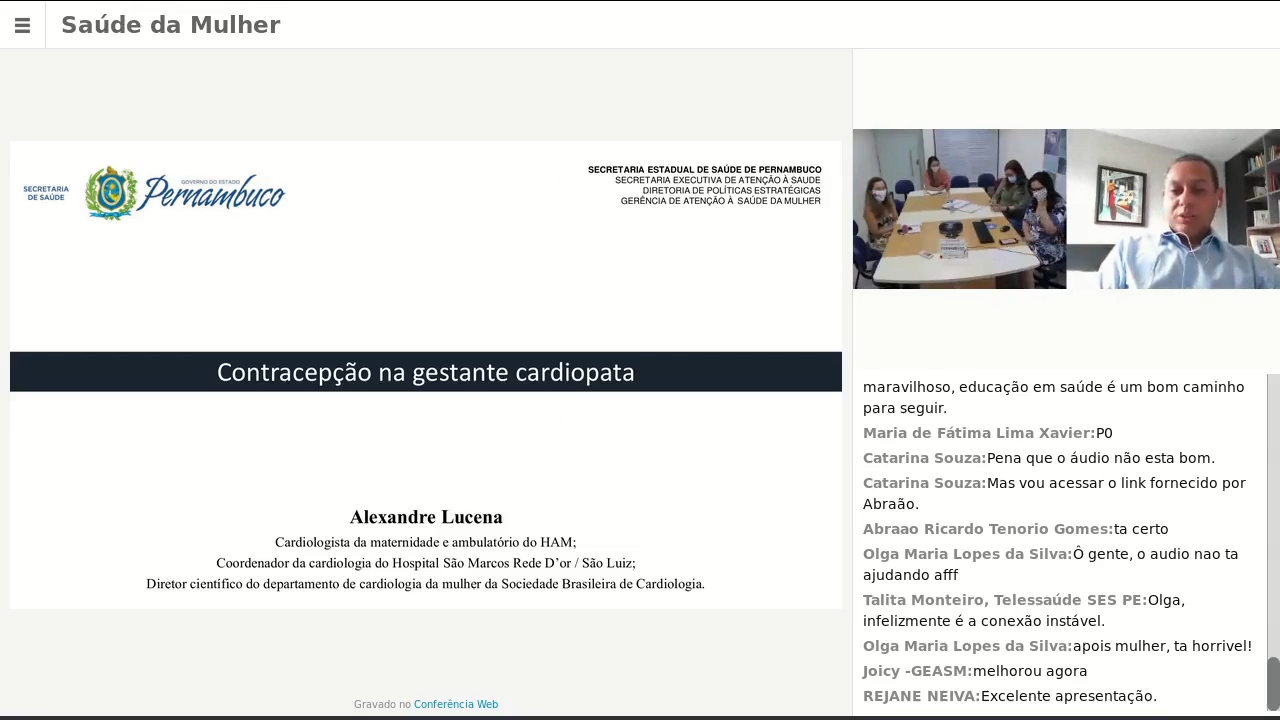 Saúde da Mulher
SECRETARIA
DE SAÚDE
GOVERNO DO ESTADO
Pernambuco
SECRETARIA ESTADUAL DE SAÚDE DE PERNAMBUCO
SECRETARIA EXECUTIVA DE ATENÇÃO À SAUDE
DIRETORIA DE POLÍTICAS ESTRATÉGICAS
GERÊNCIA DE ATENÇÃO À SAÚDE DA MULHER
Contracepção na gestante cardiopata
Alexandre Lucena
Cardiologista da maternidade e ambulatório do HAM;
Coordenador da cardiologia do Hospital São Marcos Rede D'or / São Luiz;
Diretor científico do departamento de cardiologia da mulher da Sociedade Brasileira de Cardiologia.
Gravado no Conferência Web
maravilhoso, educação em saúde é um bom caminho
para seguir.
Maria de Fátima Lima Xavier:P0
Catarina Souza:Pena que o áudio não esta bom.
Catarina Souza:Mas vou acessar o link fornecido por
Abraão.
Abraao Ricardo Tenorio Gomes:ta certo
Olga Maria Lopes da Silva:Ô gente, o audio nao ta
ajudando afff
Talita Monteiro, Telessaúde SES PE:Olga,
infelizmente é a conexão instável.
Olga Maria Lopes da Silva:apois mulher, ta horrivel!
Joicy -GEASM:melhorou agora
REJANE NEIVA:Excelente apresentação.